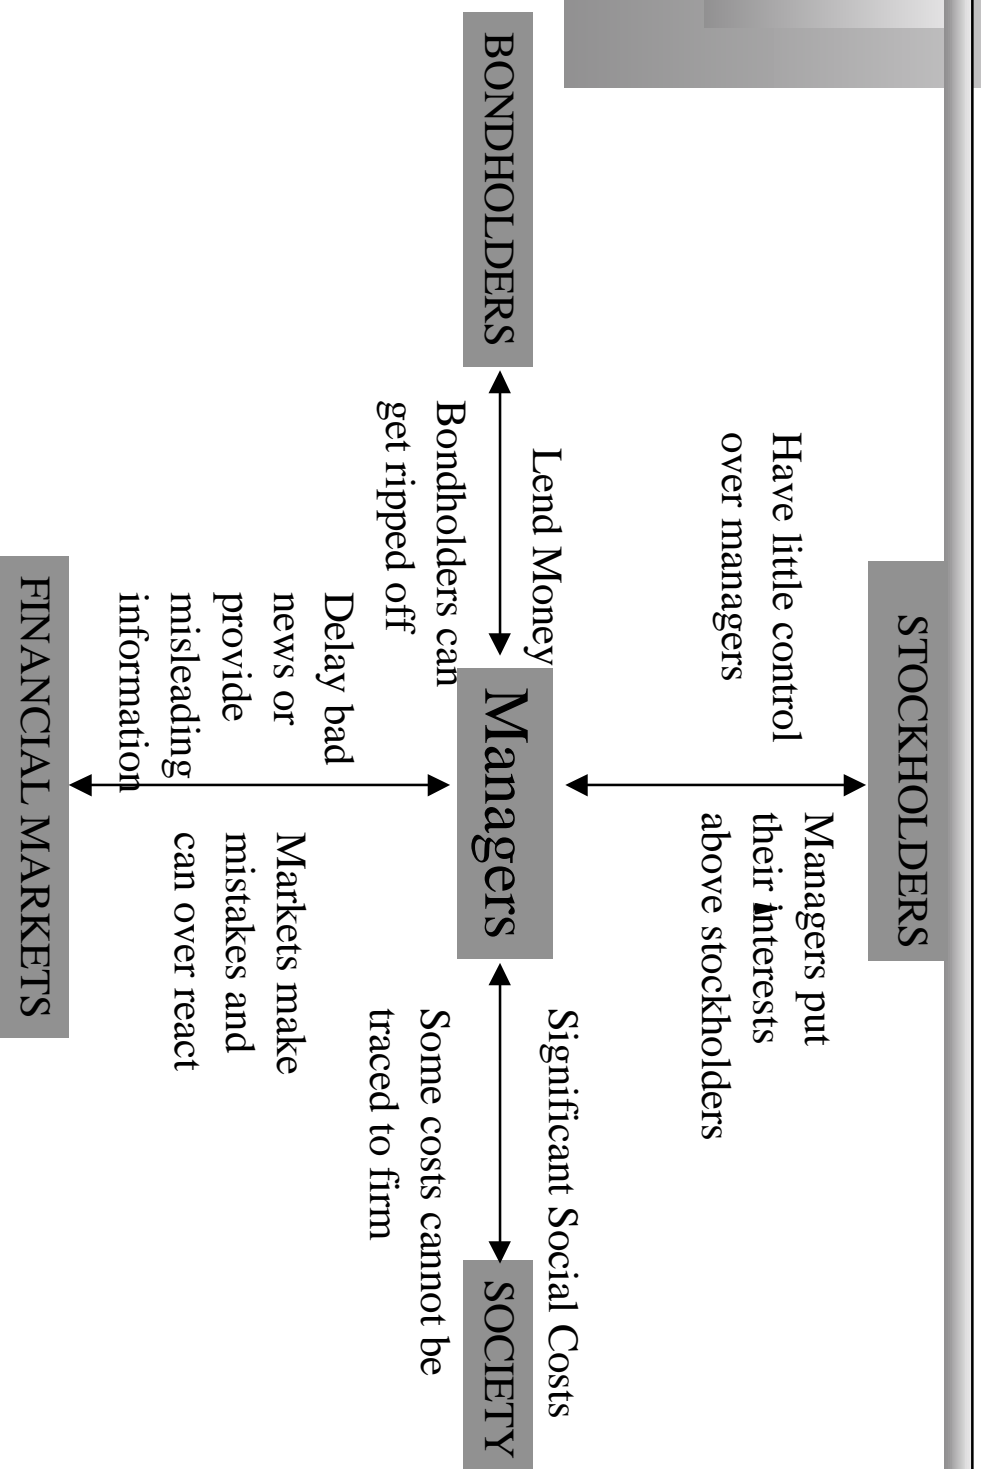 STOCKHOLDERS
Have little control
over managers
Managers put
their interests
above stockholders
BONDHOLDERS
Lend Money
Bondholders can
get ripped off
Managers
Significant Social Costs
Some costs cannot be
traced to firm
SOCIETY
Delay bad
news or
provide
misleading
information
Markets make
mistakes and
can over react
FINANCIAL MARKETS